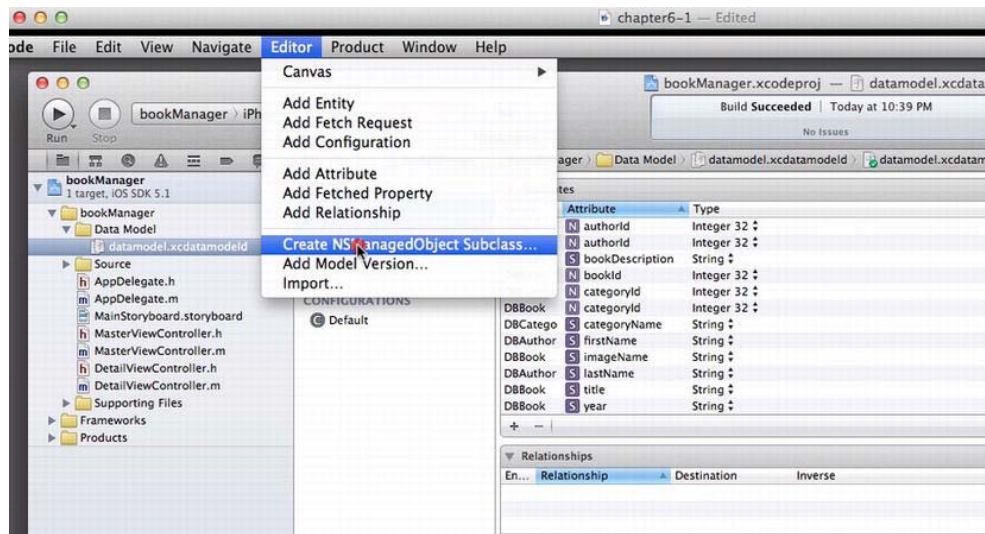 chapter6-1 — Edited
ode File Edit View Navigate Editor Product Window Help
Canvas
Add Entity
Add Fetch Request
Add Configuration
Add Attribute
Add Fetched Property
Add Relationship
Create NSManagedObject Subclass...
Add Model Version...
Import...
bookManager.xcodeproj — datamodel.xcdata
Run Stop
bookManager › iPh
Build Succeeded | Today at 10:39 PM
No Issues
ager › Data Model › datamodel.xcdatamodeld › datamodel.xcdatam
bookManager
1 target, iOS SDK 5.1
bookManager
Data Model
datamodel.xcdatamodeld
Source
AppDelegate.h
AppDelegate.m
MainStoryboard.storyboard
MasterViewController.h
MasterViewController.m
DetailViewController.h
DetailViewController.m
Supporting Files
Frameworks
Products
CONFIGURATIONS
C Default
tes
Attribute Type
N authorId Integer 32
N authorId Integer 32
S bookDescription String
N bookId Integer 32
N categoryId Integer 32
DBBook N categoryId Integer 32
DBCatego S categoryName String
DBAuthor S firstName String
DBBook S imageName String
DBAuthor S lastName String
DBBook S title String
DBBook S year String
+ −
Relationships
En... Relationship Destination Inverse